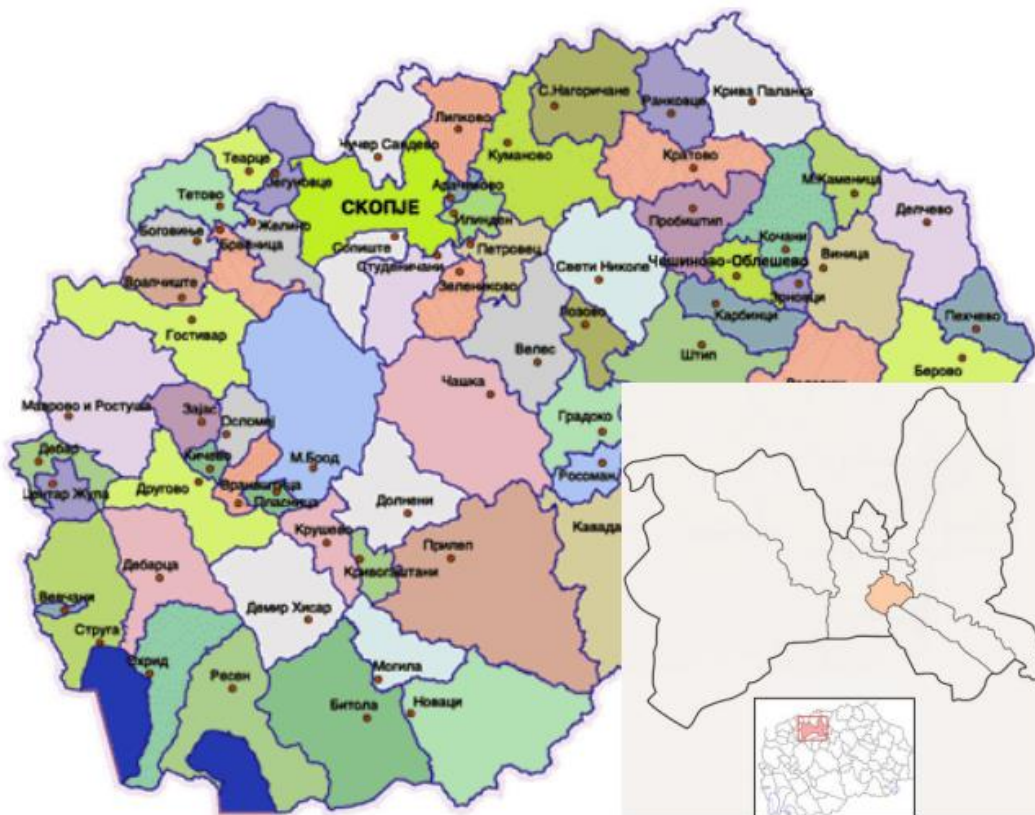 С.Нагоричане
Ранковце
Крива Паланка
Липково
Чучер Сандево
Куманово
Кратово
Теарце
Јегуновце
Тетово
Арачиново
М.Каменица
СКОПЈЕ
Илинден
Пробиштип
Делчево
Боговиње
Желино
Брвеница
Сопиште
Петровец
Кочани
Студеничани
Свети Николе
Чешиново-Облешево
Виница
Врапчиште
Зелениково
Зрновци
Гостивар
Лозово
Карбинци
Пехчево
Велес
Штип
Берово
Чашка
Маврово и Ростуша
Зајас
Осломеј
Градско
Дебар
Кичево
М.Брод
Росоман
Центар Жупа
Другово
Вранештица
Пласница
Долнени
Крушево
Кавада
Прилеп
Дебарца
Кривогаштани
Вевчани
Демир Хисар
Струга
Охрид
Ресен
Могила
Битола
Новаци